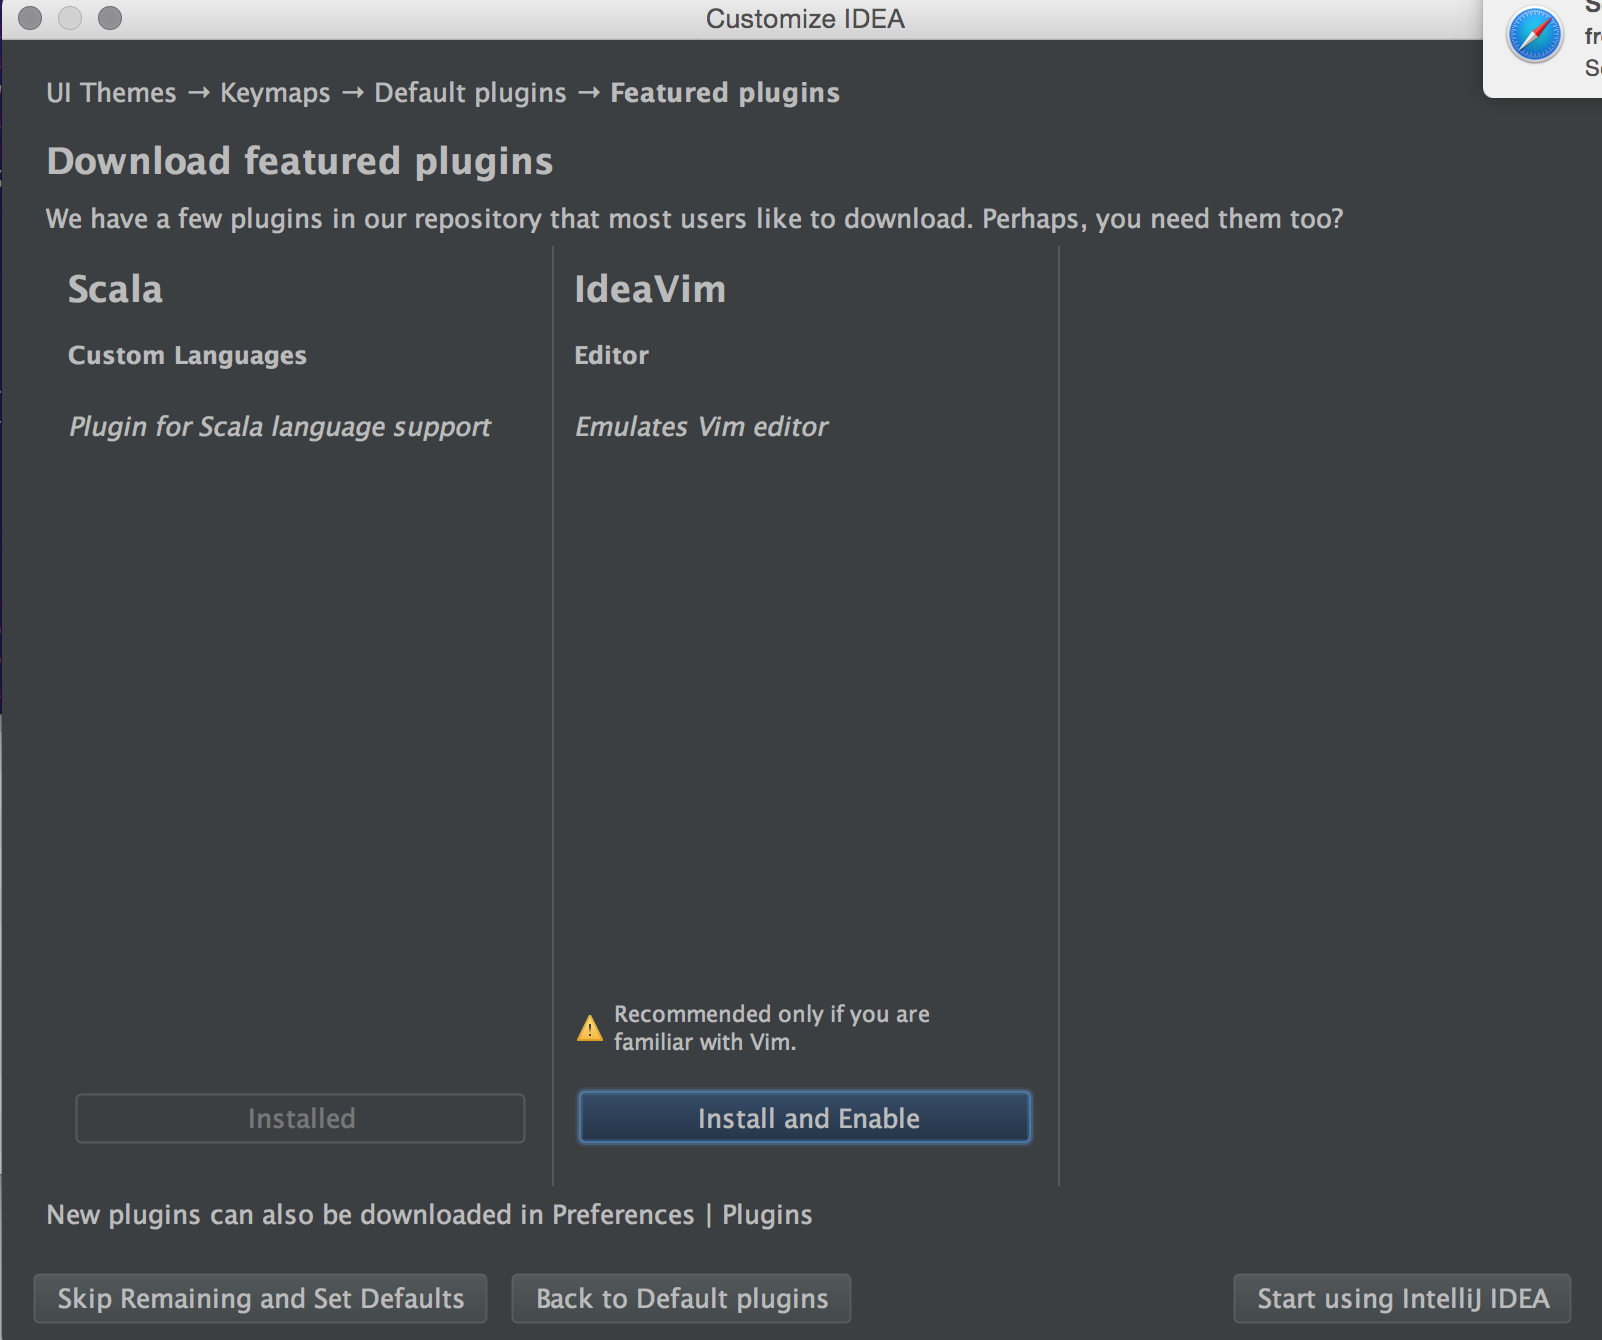 Customize IDEA
UI Themes → Keymaps → Default plugins → Featured plugins
Download featured plugins
We have a few plugins in our repository that most users like to download. Perhaps, you need them too?
Scala
Custom Languages
Plugin for Scala language support
Installed
IdeaVim
Editor
Emulates Vim editor
Recommended only if you are
familiar with Vim.
Install and Enable
New plugins can also be downloaded in Preferences | Plugins
Skip Remaining and Set Defaults
Back to Default plugins
Start using IntelliJ IDEA